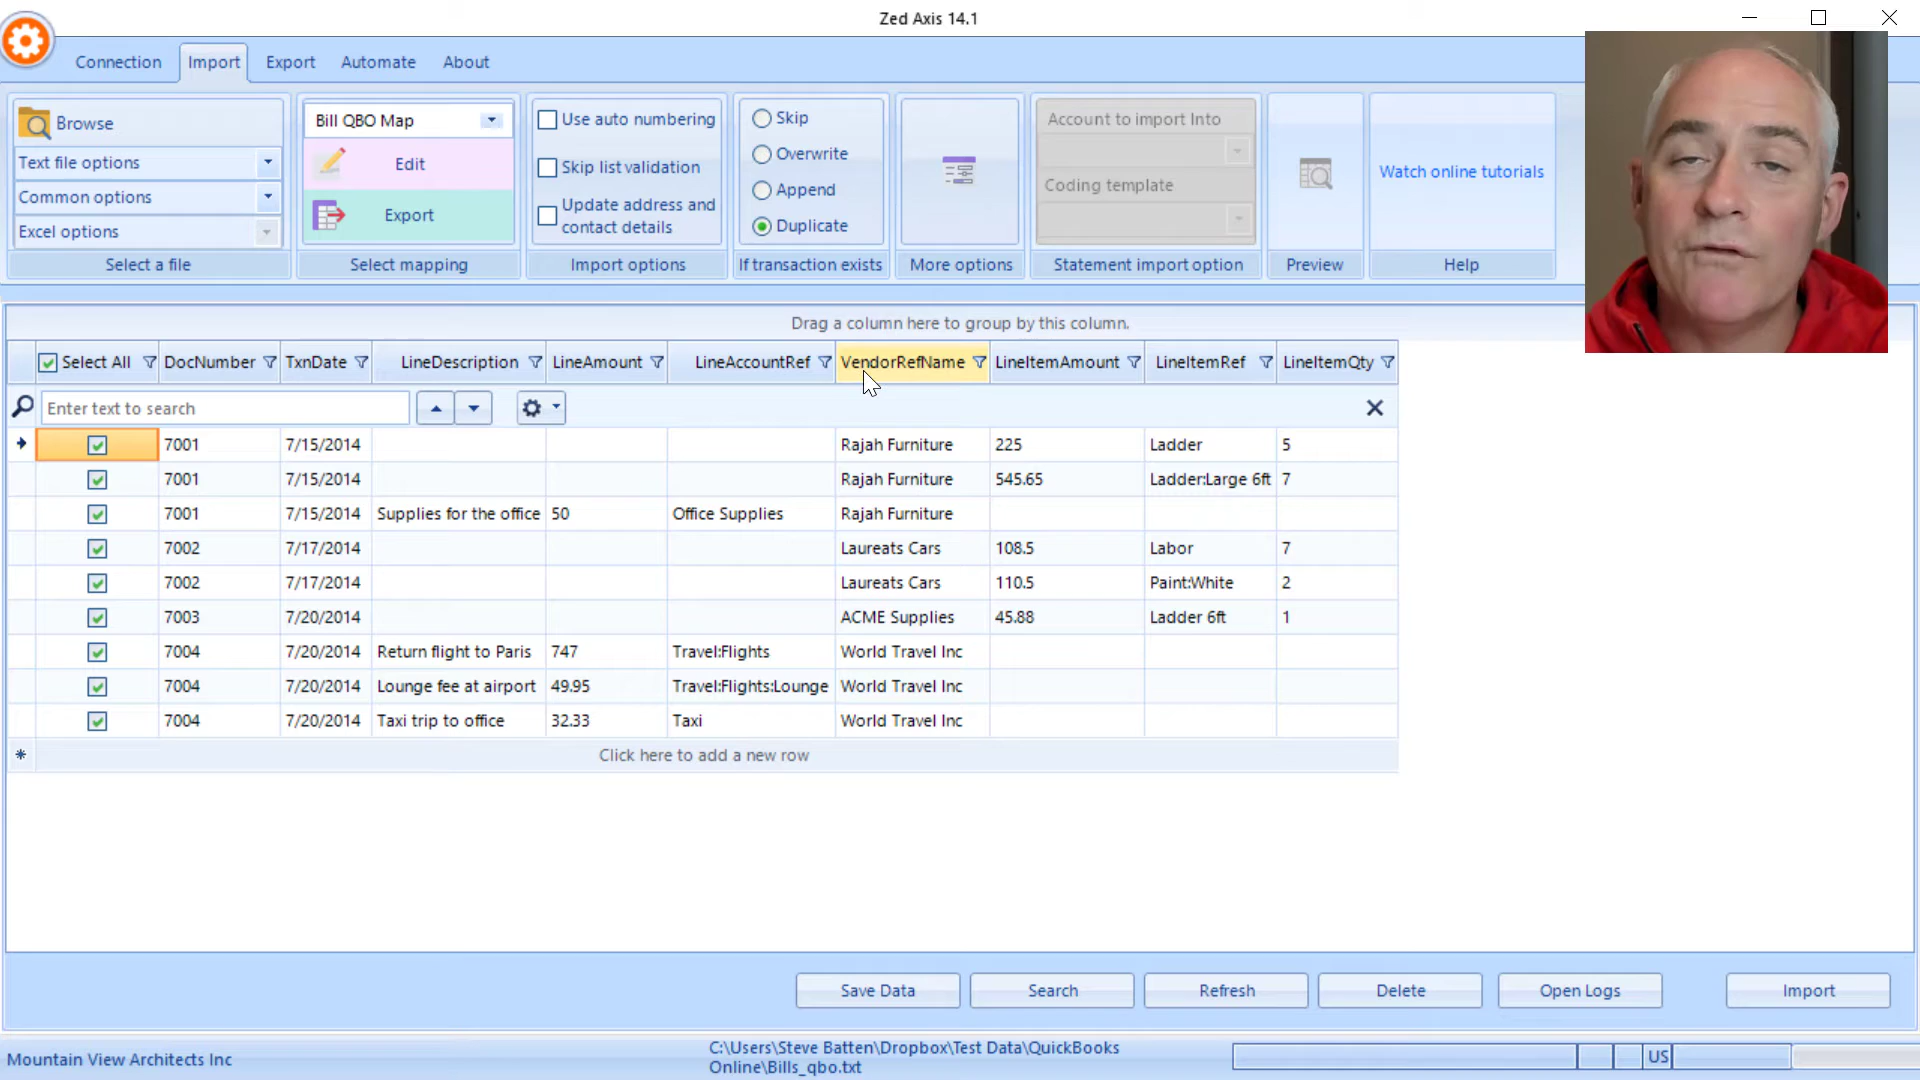 Zed Axis 14.1
Connection Import Export Automate About
Browse
Text file options
Common options
Excel options
Select a file
Bill QBO Map
Edit
Export
Select mapping
Use auto numbering
Skip list validation
Update address and
contact details
Import options
Skip
Overwrite
Append
Duplicate
If transaction exists
More options
Account to import Into
Coding template
Statement import option
Preview
Watch online tutorials
Help
Drag a column here to group by this column.
Select All DocNumber TxnDate LineDescription LineAmount LineAccountRef VendorRefName LineItemAmount LineItemRef LineItemQty
Enter text to search
7001 7/15/2014 Rajah Furniture 225 Ladder 5
7001 7/15/2014 Rajah Furniture 545.65 Ladder:Large 6ft 7
7001 7/15/2014 Supplies for the office 50 Office Supplies Rajah Furniture
7002 7/17/2014 Laureats Cars 108.5 Labor 7
7002 7/17/2014 Laureats Cars 110.5 Paint:White 2
7003 7/20/2014 ACME Supplies 45.88 Ladder 6ft 1
7004 7/20/2014 Return flight to Paris 747 Travel:Flights World Travel Inc
7004 7/20/2014 Lounge fee at airport 49.95 Travel:Flights:Lounge World Travel Inc
7004 7/20/2014 Taxi trip to office 32.33 Taxi World Travel Inc
Click here to add a new row
Save Data Search Refresh Delete Open Logs Import
Mountain View Architects Inc
C:\Users\Steve Batten\Dropbox\Test Data\QuickBooks
Online\Bills_qbo.txt
US